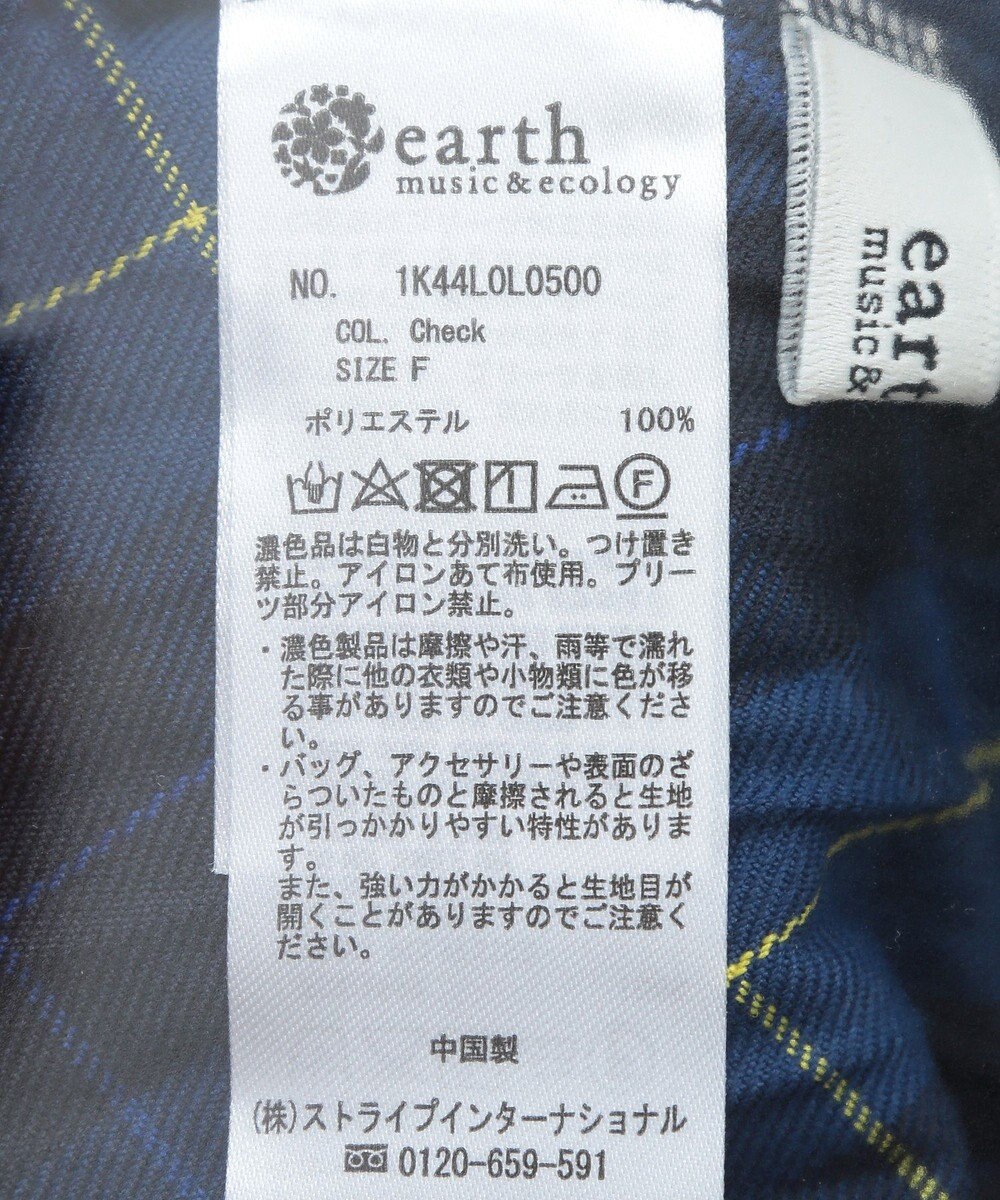 earth
music&ecology
NO. 1K44L0L0500
COL. Check
SIZE F
ポリエステル 100%
F
濃色品は白物と分別洗い。つけ置き
禁止。アイロンあて布使用。プリー
ツ部分アイロン禁止。
・濃色製品は摩擦や汗、雨等で濡れ
た際に他の衣類や小物類に色が移
る事がありますのでご注意くださ
い。
・バッグ、アクセサリーや表面のざ
らついたものと摩擦されると生地
が引っかかりやすい特性がありま
す。
また、強い力がかかると生地目が
開くことがありますのでご注意く
ださい。
中国製
(株)ストライプインターナショナル
0120-659-591
eart
music&